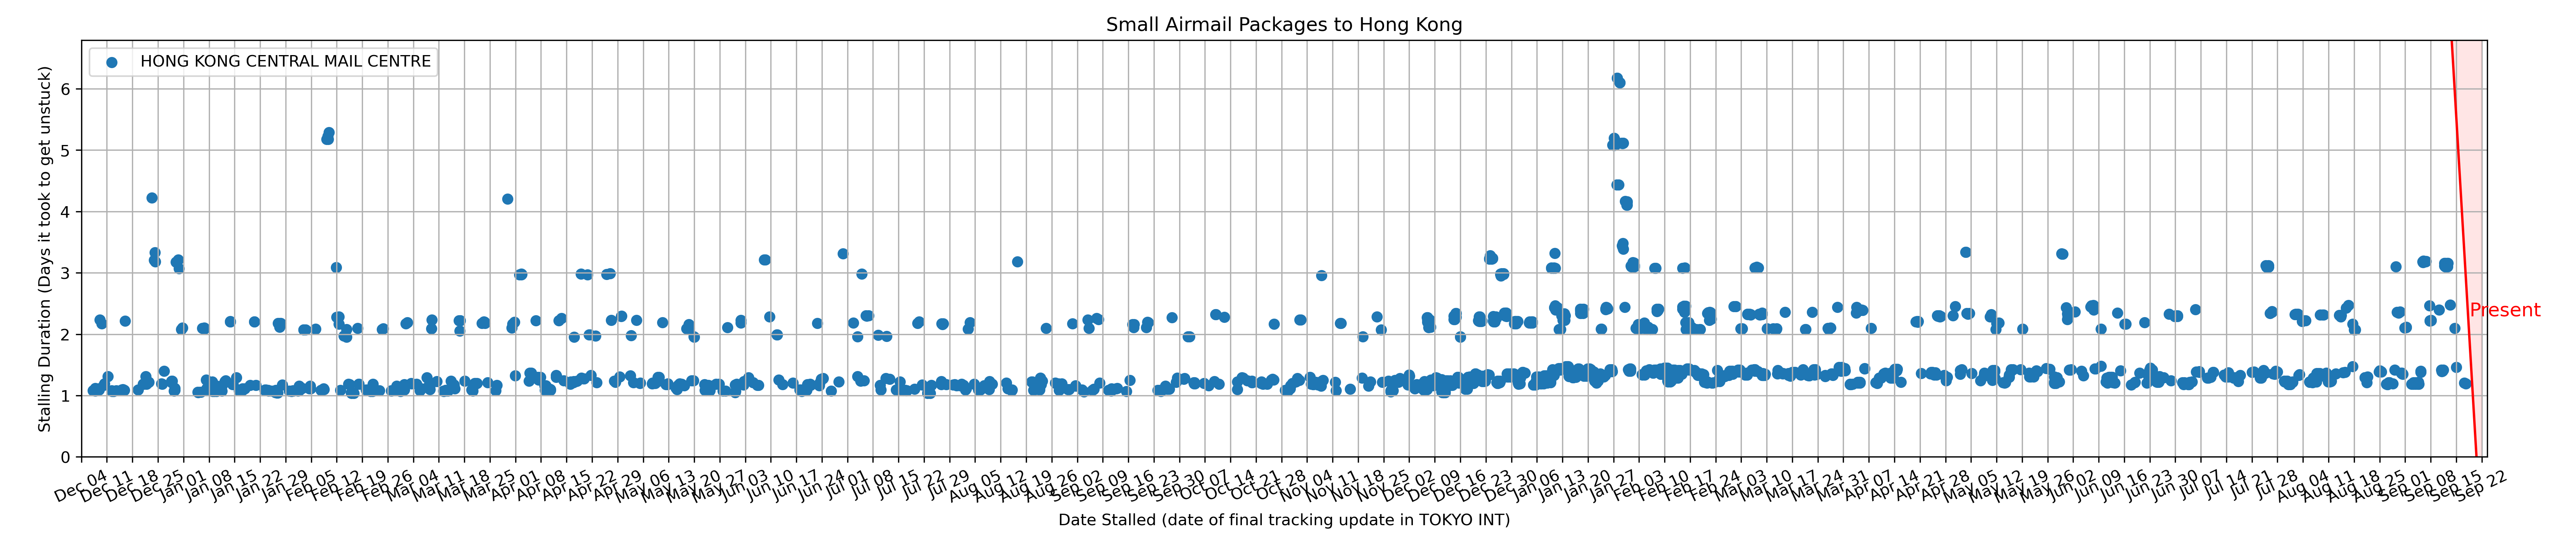 Small Airmail Packages to Hong Kong
HONG KONG CENTRAL MAIL CENTRE
Stalling Duration (Days it took to get unstuck)
6
5
4
3
2
1
0
Present
Dec 04 Dec 11 Dec 18 Dec 25 Jan 01 Jan 08 Jan 15 Jan 22 Jan 29 Feb 05 Feb 12 Feb 19 Feb 26 Mar 04 Mar 11 Mar 18 Mar 25 Apr 01 Apr 08 Apr 15 Apr 22 Apr 29 May 06 May 13 May 20 May 27 Jun 03 Jun 10 Jun 17 Jun 24 Jul 01 Jul 08 Jul 15 Jul 22 Jul 29 Aug 05 Aug 12 Aug 19 Aug 26 Sep 02 Sep 09 Sep 16 Sep 23 Sep 30 Oct 07 Oct 14 Oct 21 Oct 28 Nov 04 Nov 11 Nov 18 Nov 25 Dec 02 Dec 09 Dec 16 Dec 23 Dec 30 Jan 06 Jan 13 Jan 20 Jan 27 Feb 03 Feb 10 Feb 17 Feb 24 Mar 03 Mar 10 Mar 17 Mar 24 Mar 31 Apr 07 Apr 14 Apr 21 Apr 28 May 05 May 12 May 19 May 26 Jun 02 Jun 09 Jun 16 Jun 23 Jun 30 Jul 07 Jul 14 Jul 21 Jul 28 Aug 04 Aug 11 Aug 18 Aug 25 Sep 01 Sep 08 Sep 15 Sep 22
Date Stalled (date of final tracking update in TOKYO INT)